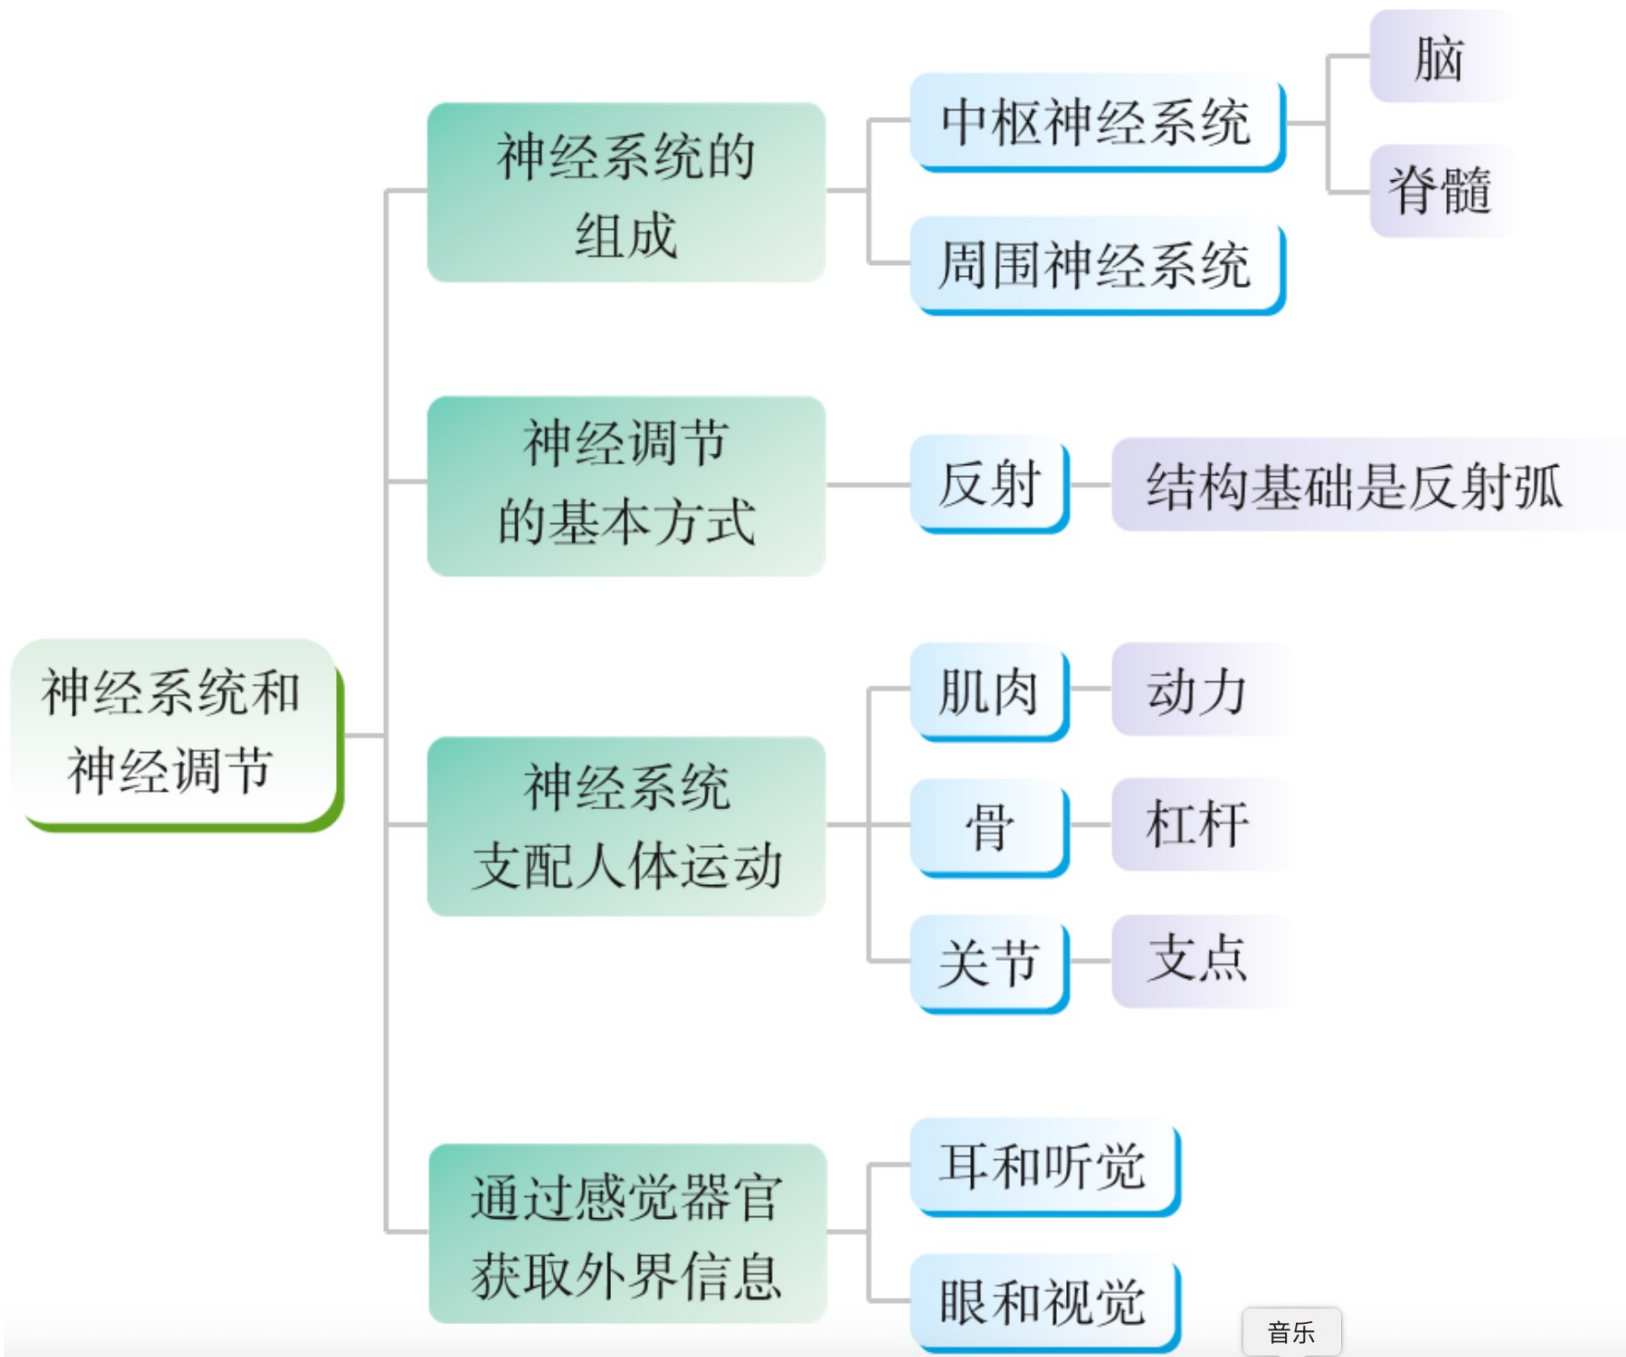 神经系统和
神经调节
神经系统的
组成
中枢神经系统
脑
脊髓
周围神经系统
神经调节
的基本方式
反射
结构基础是反射弧
神经系统
支配人体运动
肌肉
动力
骨
杠杆
关节
支点
通过感觉器官
获取外界信息
耳和听觉
眼和视觉
音乐